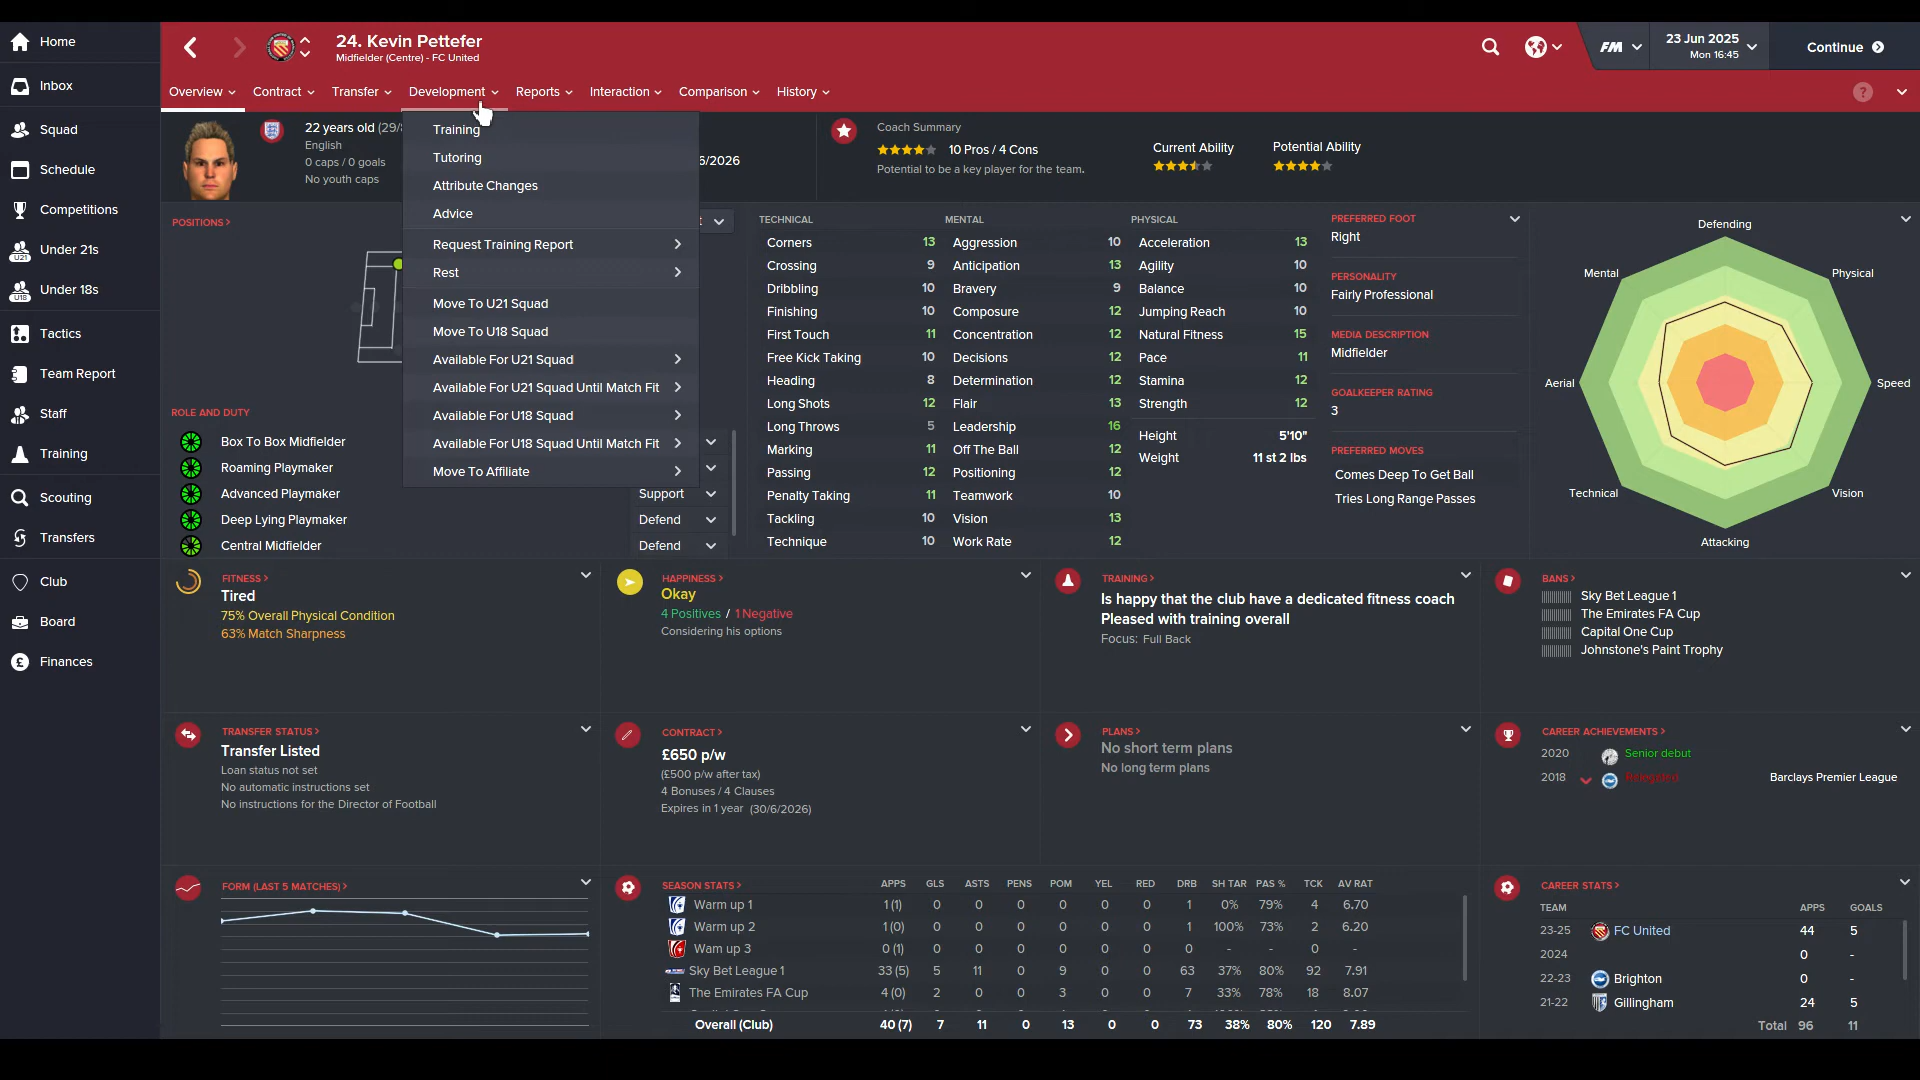 Home
Inbox
Squad
Schedule
Competitions
U21 Under 21s
U18 Under 18s
Tactics
Team Report
Staff
Training
Scouting
Transfers
Club
Board
£ Finances
24. Kevin Pettefer
Midfielder (Centre) - FC United
FM
23 Jun 2025
Mon 16:45
Continue
Overview Contract Transfer Development Reports Interaction Comparison History
?
22 years old (29/
English
0 caps / 0 goals
No youth caps
6/2026
Training
Tutoring
Attribute Changes
Advice
Request Training Report
Rest
Move To U21 Squad
Move To U18 Squad
Available For U21 Squad
Available For U21 Squad Until Match Fit
Available For U18 Squad
Available For U18 Squad Until Match Fit
Move To Affiliate
Coach Summary
10 Pros / 4 Cons
Potential to be a key player for the team.
Current Ability
Potential Ability
POSITIONS >
t
ROLE AND DUTY
Box To Box Midfielder
Roaming Playmaker
Advanced Playmaker Support
Deep Lying Playmaker Defend
Central Midfielder Defend
TECHNICAL MENTAL PHYSICAL
Corners 13 Aggression 10 Acceleration 13
Crossing 9 Anticipation 13 Agility 10
Dribbling 10 Bravery 9 Balance 10
Finishing 10 Composure 12 Jumping Reach 10
First Touch 11 Concentration 12 Natural Fitness 15
Free Kick Taking 10 Decisions 12 Pace 11
Heading 8 Determination 12 Stamina 12
Long Shots 12 Flair 13 Strength 12
Long Throws 5 Leadership 16
Marking 11 Off The Ball 12 Height 5'10"
Passing 12 Positioning 12 Weight 11 st 2 lbs
Penalty Taking 11 Teamwork 10
Tackling 10 Vision 13
Technique 10 Work Rate 12
PREFERRED FOOT
Right
PERSONALITY
Fairly Professional
MEDIA DESCRIPTION
Midfielder
GOALKEEPER RATING
3
PREFERRED MOVES
Comes Deep To Get Ball
Tries Long Range Passes
Defending
Mental Physical
Aerial Speed
Technical Vision
Attacking
FITNESS >
Tired
75% Overall Physical Condition
63% Match Sharpness
HAPPINESS >
Okay
4 Positives / 1 Negative
Considering his options
TRAINING >
Is happy that the club have a dedicated fitness coach
Pleased with training overall
Focus: Full Back
BANS >
Sky Bet League 1
The Emirates FA Cup
Capital One Cup
Johnstone's Paint Trophy
TRANSFER STATUS >
Transfer Listed
Loan status not set
No automatic instructions set
No instructions for the Director of Football
CONTRACT >
£650 p/w
(£500 p/w after tax)
4 Bonuses / 4 Clauses
Expires in 1 year (30/6/2026)
PLANS >
No short term plans
No long term plans
CAREER ACHIEVEMENTS >
2020 Senior debut
2018 Relegated Barclays Premier League
FORM (LAST 5 MATCHES) >
SEASON STATS > APPS GLS ASTS PENS POM YEL RED DRB SH TAR PAS % TCK AV RAT
Warm up 1 1 (1) 0 0 0 0 0 0 1 0% 79% 4 6.70
Warm up 2 1 (0) 0 0 0 0 0 0 1 100% 73% 2 6.20
Wam up 3 0 (1) 0 0 0 0 0 0 0 - - 0 -
Sky Bet League 1 33 (5) 5 11 0 9 0 0 63 37% 80% 92 7.91
The Emirates FA Cup 4 (0) 2 0 0 3 0 0 7 33% 78% 18 8.07
Overall (Club) 40 (7) 7 11 0 13 0 0 73 38% 80% 120 7.89
CAREER STATS >
TEAM APPS GOALS
23-25 FC United 44 5
2024 0 -
22-23 Brighton 0 -
21-22 Gillingham 24 5
Total 96 11